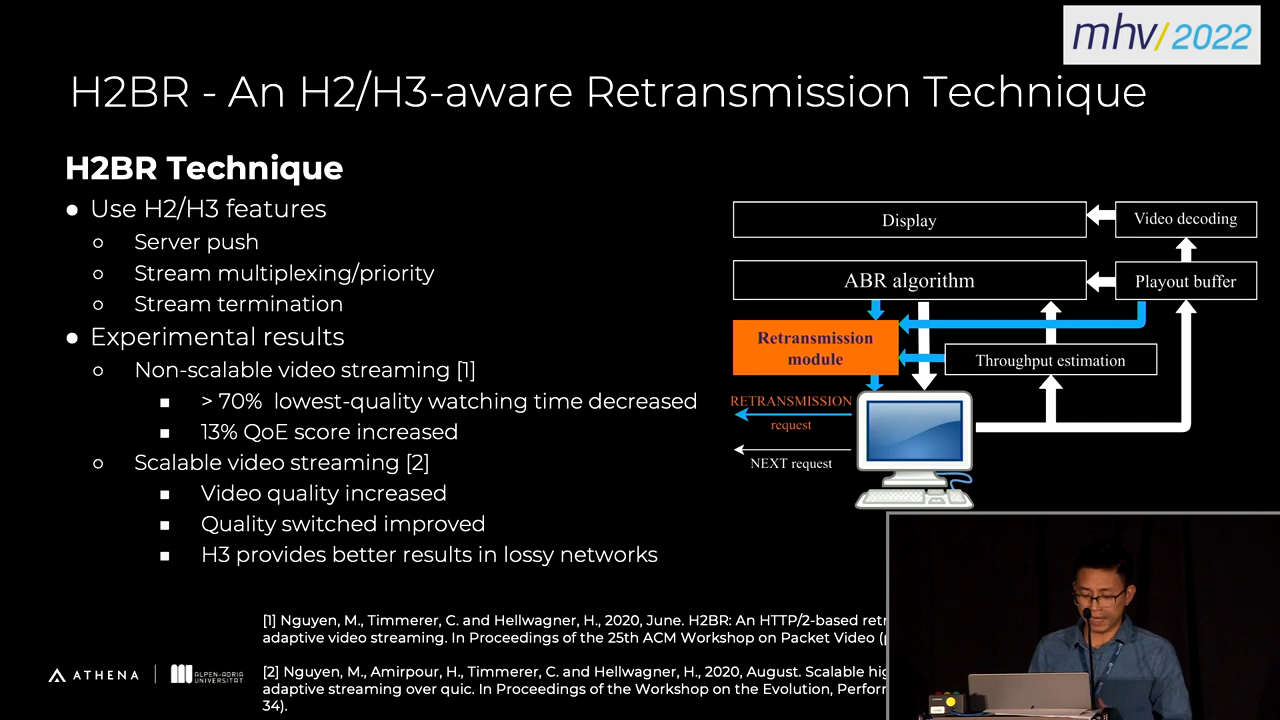 mhv/2022
H2BR - An H2/H3-aware Retransmission Technique
H2BR Technique
● Use H2/H3 features
○ Server push
○ Stream multiplexing/priority
○ Stream termination
● Experimental results
○ Non-scalable video streaming [1]
■ > 70% lowest-quality watching time decreased
■ 13% QoE score increased
○ Scalable video streaming [2]
■ Video quality increased
■ Quality switched improved
■ H3 provides better results in lossy networks
Display
Video decoding
ABR algorithm
Playout buffer
Retransmission
module
Throughput estimation
RETRANSMISSION
request
NEXT request
[1] Nguyen, M., Timmerer, C. and Hellwagner, H., 2020, June. H2BR: An HTTP/2-based
adaptive video streaming. In Proceedings of the 25th ACM Workshop on Packet Video
[2] Nguyen, M., Amirpour, H., Timmerer, C. and Hellwagner, H., 2020, August. Scalable
adaptive streaming over quic. In Proceedings of the Workshop on the Evolution,
34).
ATHENA
ALPEN-ADRIA
UNIVERSITÄT